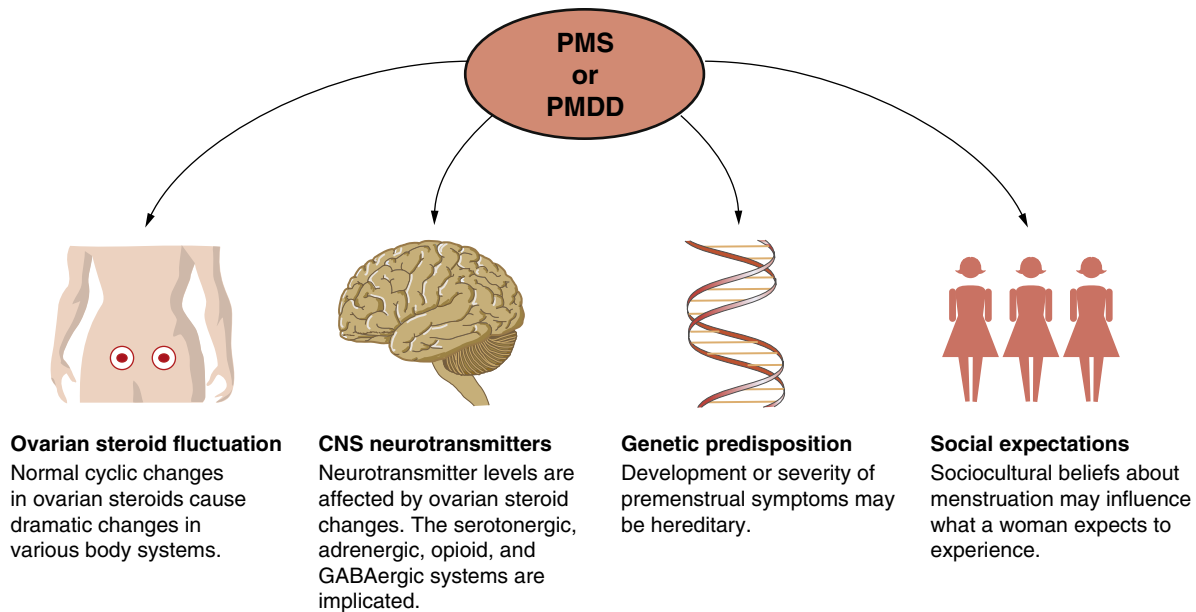 PMS
or
PMDD
Ovarian steroid fluctuation
Normal cyclic changes
in ovarian steroids cause
dramatic changes in
various body systems.
CNS neurotransmitters
Neurotransmitter levels are
affected by ovarian steroid
changes. The serotonergic,
adrenergic, opioid, and
GABAergic systems are
implicated.
Genetic predisposition
Development or severity of
premenstrual symptoms may
be hereditary.
Social expectations
Sociocultural beliefs about
menstruation may influence
what a woman expects to
experience.